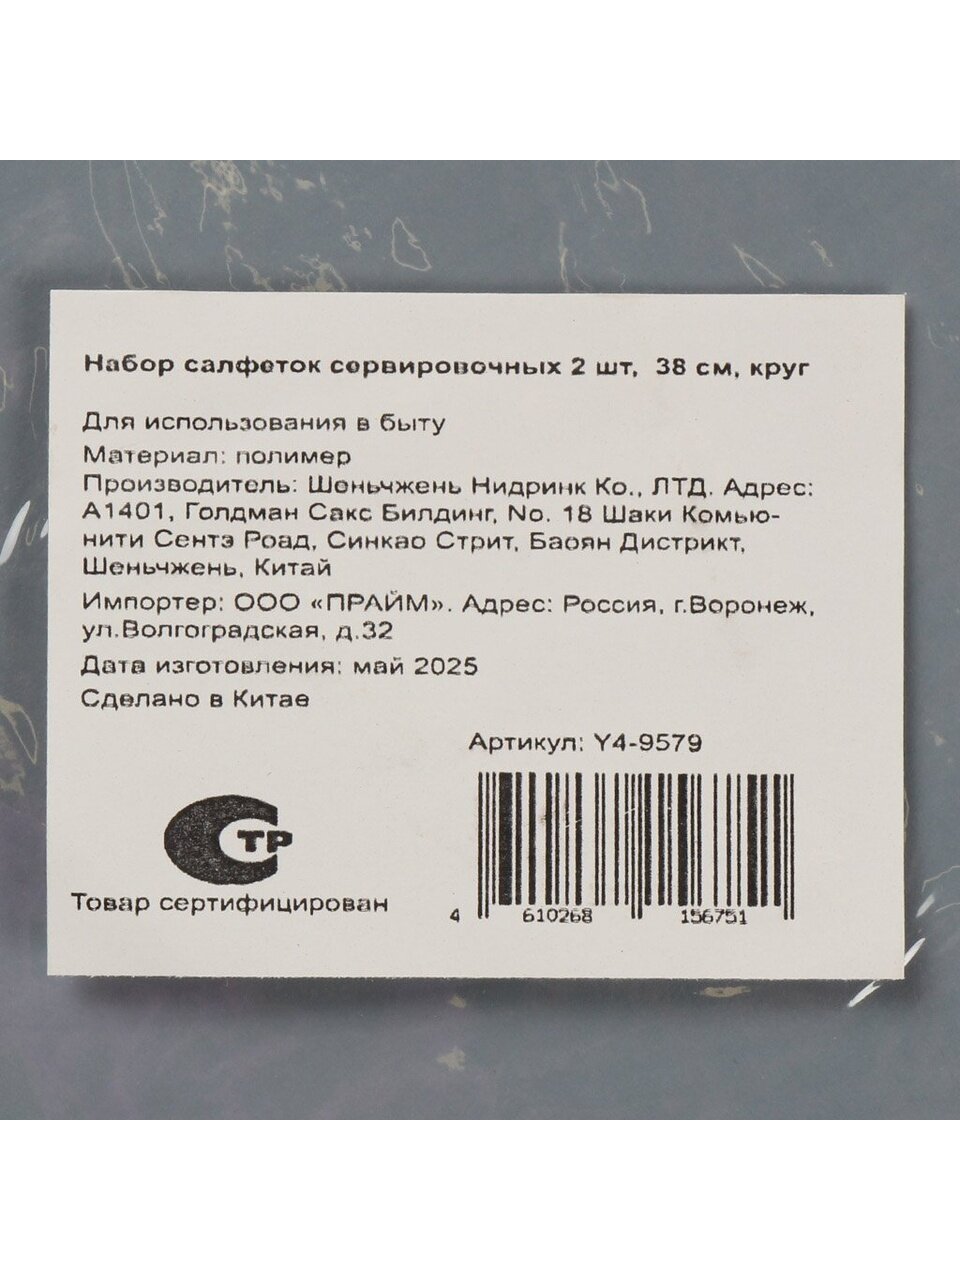 Набор салфеток сервировочных 2 шт, 38 см, круг
Для использования в быту
Материал: полимер
Производитель: Шеньчжень Нидринк Ко., ЛТД. Адрес:
А1401, Голдман Сакс Билдинг, No. 18 Шаки Комью-
нити Сентэ Роад, Синкао Стрит, Баоян Дистрикт,
Шеньчжень, Китай
Импортер: ООО «ПРАЙМ». Адрес: Россия, г.Воронеж,
ул.Волгоградская, д.32
Дата изготовления: май 2025
Сделано в Китае
Артикул: Y4-9579
ТР
Товар сертифицирован
4 610268 156751